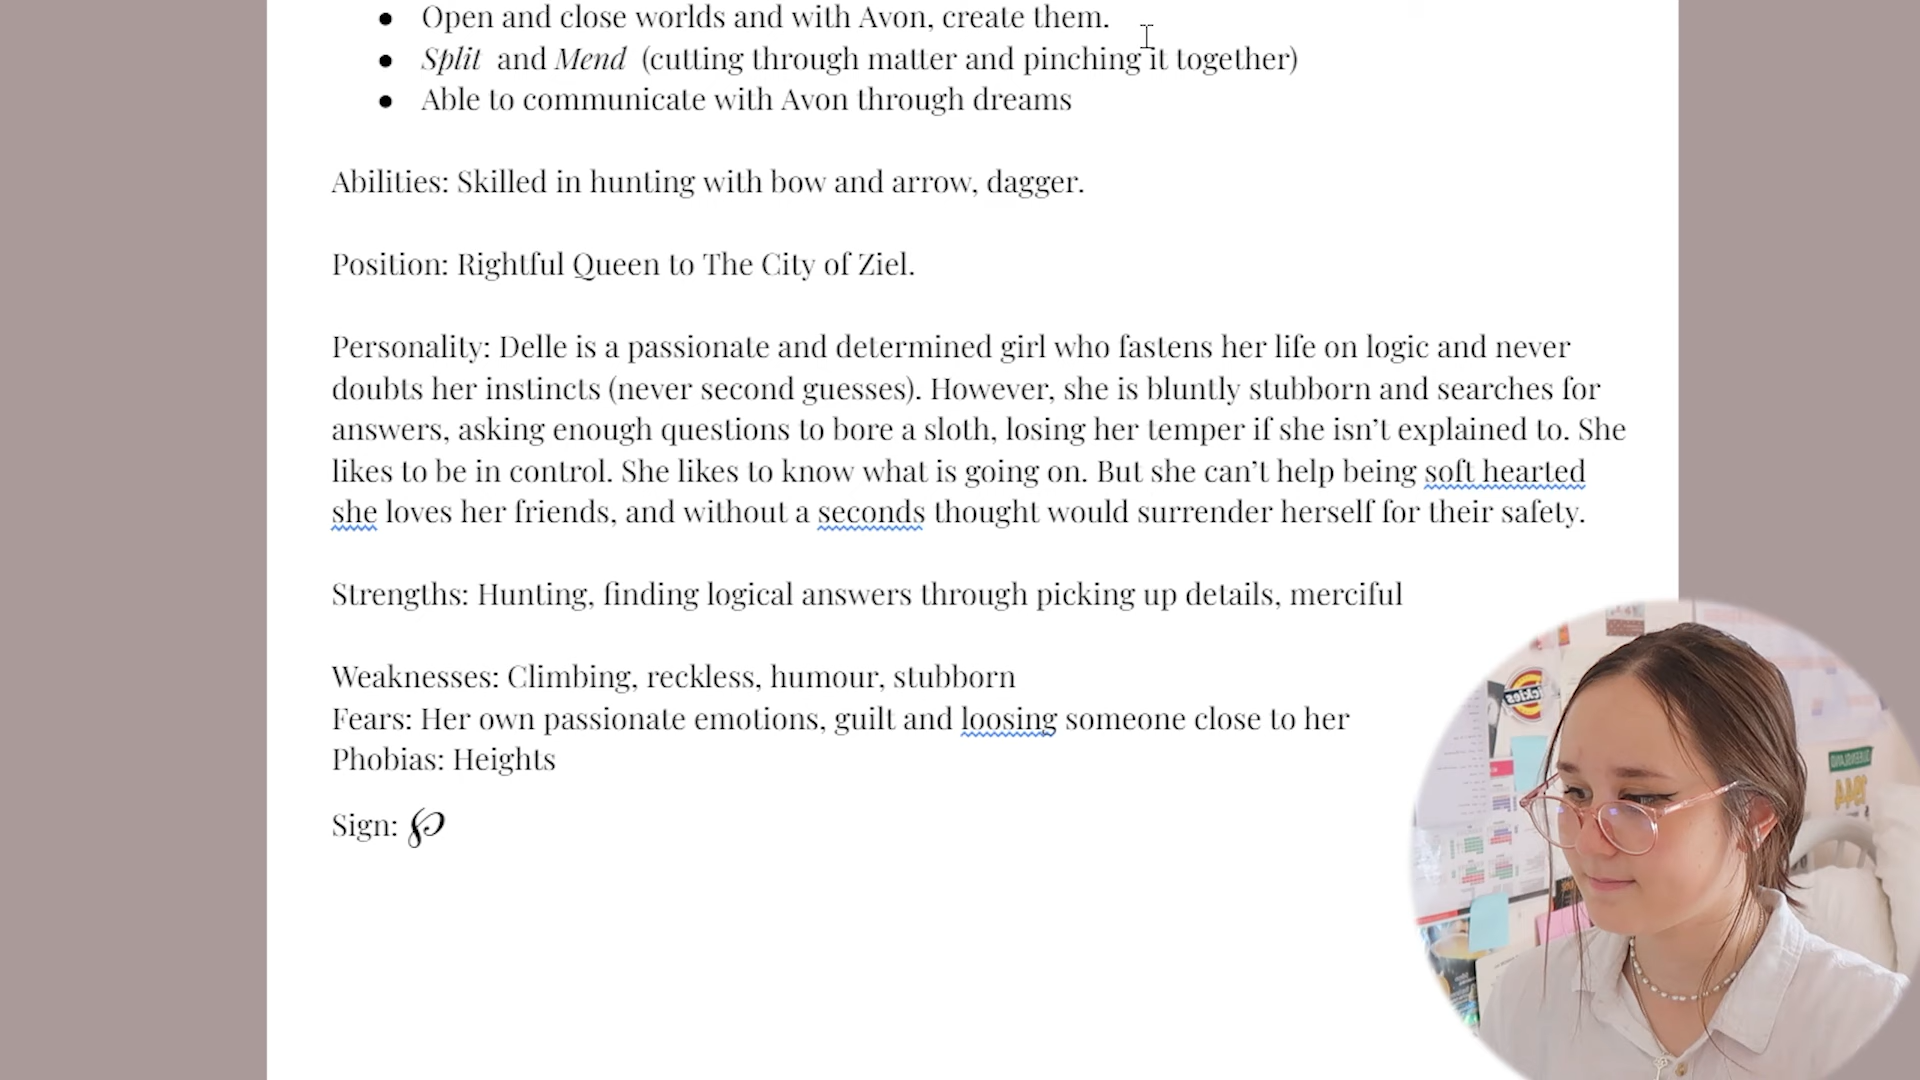 ● Open and close worlds and with Avon, create them.
● Split and Mend (cutting through matter and pinching it together)
● Able to communicate with Avon through dreams
Abilities: Skilled in hunting with bow and arrow, dagger.
Position: Rightful Queen to The City of Ziel.
Personality: Delle is a passionate and determined girl who fastens her life on logic and never
doubts her instincts (never second guesses). However, she is bluntly stubborn and searches for
answers, asking enough questions to bore a sloth, losing her temper if she isn’t explained to. She
likes to be in control. She likes to know what is going on. But she can’t help being soft hearted
she loves her friends, and without a seconds thought would surrender herself for their safety.
Strengths: Hunting, finding logical answers through picking up details, merciful
Weaknesses: Climbing, reckless, humour, stubborn
Fears: Her own passionate emotions, guilt and loosing someone close to her
Phobias: Heights
Sign: ℘